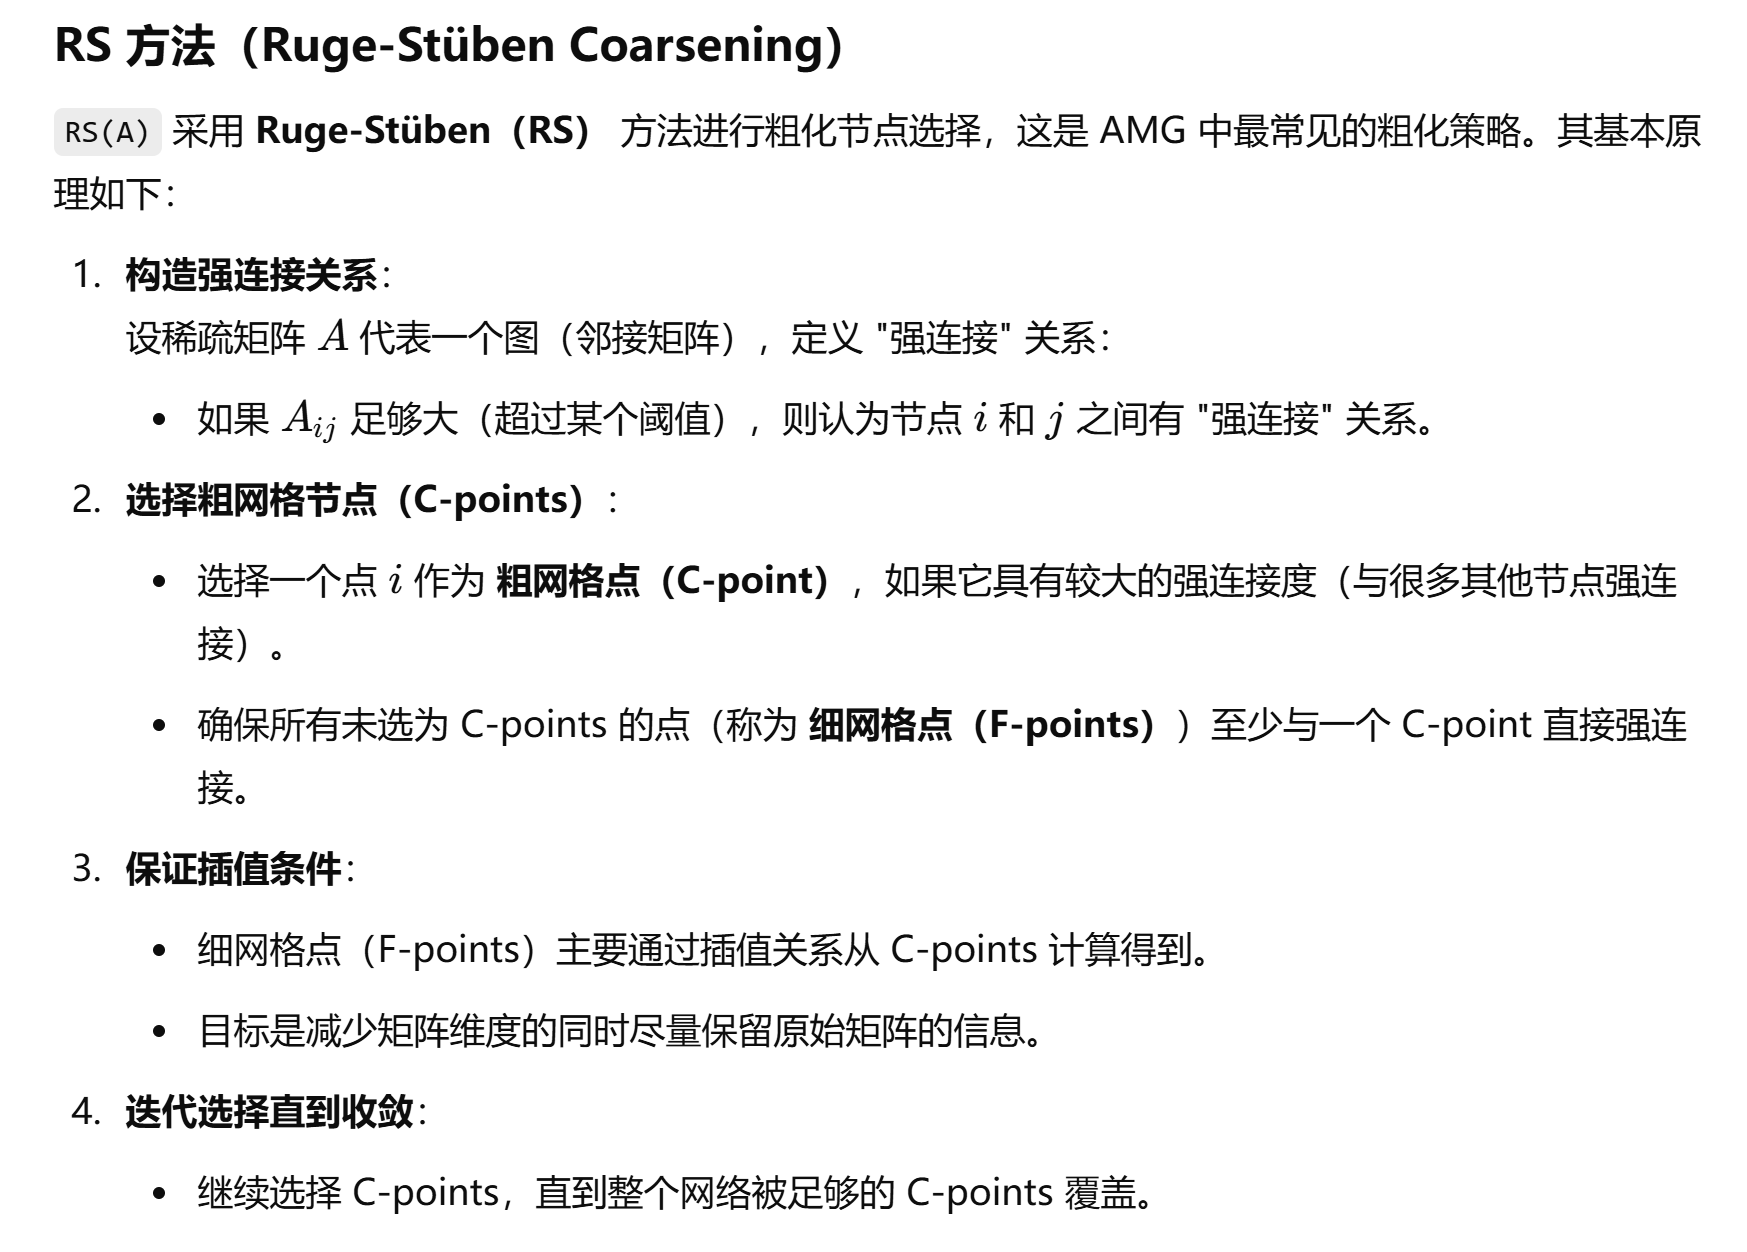 RS 方法（Ruge-Stüben Coarsening）
RS(A) 采用 Ruge-Stüben（RS） 方法进行粗化节点选择，这是 AMG 中最常见的粗化策略。其基本原
理如下：
1. 构造强连接关系：
设稀疏矩阵 A 代表一个图（邻接矩阵），定义 "强连接" 关系：
• 如果 A_{ij} 足够大（超过某个阈值），则认为节点 i 和 j 之间有 "强连接" 关系。
2. 选择粗网格节点（C-points）：
• 选择一个点 i 作为 粗网格点（C-point），如果它具有较大的强连接度（与很多其他节点强连
接）。
• 确保所有未选为 C-points 的点（称为 细网格点（F-points））至少与一个 C-point 直接强连
接。
3. 保证插值条件：
• 细网格点（F-points）主要通过插值关系从 C-points 计算得到。
• 目标是减少矩阵维度的同时尽量保留原始矩阵的信息。
4. 迭代选择直到收敛：
• 继续选择 C-points，直到整个网络被足够的 C-points 覆盖。